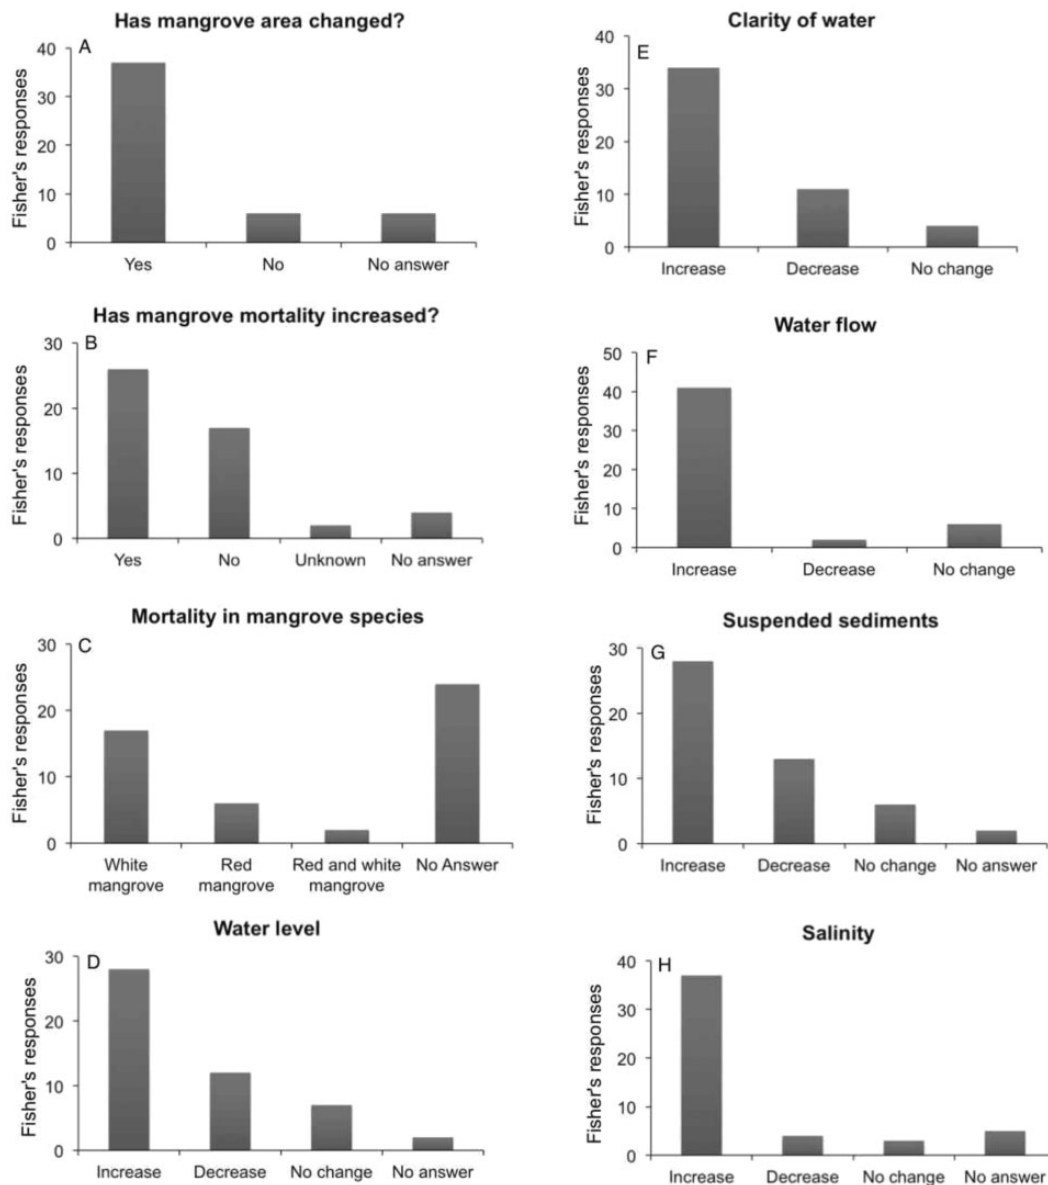 Has mangrove area changed?
A
Fisher's responses
40
30
20
10
0
Yes No No answer
Has mangrove mortality increased?
B
Fisher's responses
30
20
10
0
Yes No Unknown No answer
Mortality in mangrove species
C
Fisher's responses
30
20
10
0
White mangrove Red mangrove Red and white mangrove No Answer
Water level
D
Fisher's responses
30
20
10
0
Increase Decrease No change No answer
Clarity of water
E
Fisher's responses
40
30
20
10
0
Increase Decrease No change
Water flow
F
Fisher's responses
50
40
30
20
10
0
Increase Decrease No change
Suspended sediments
G
Fisher's responses
30
20
10
0
Increase Decrease No change No answer
Salinity
H
Fisher's responses
40
30
20
10
0
Increase Decrease No change No answer